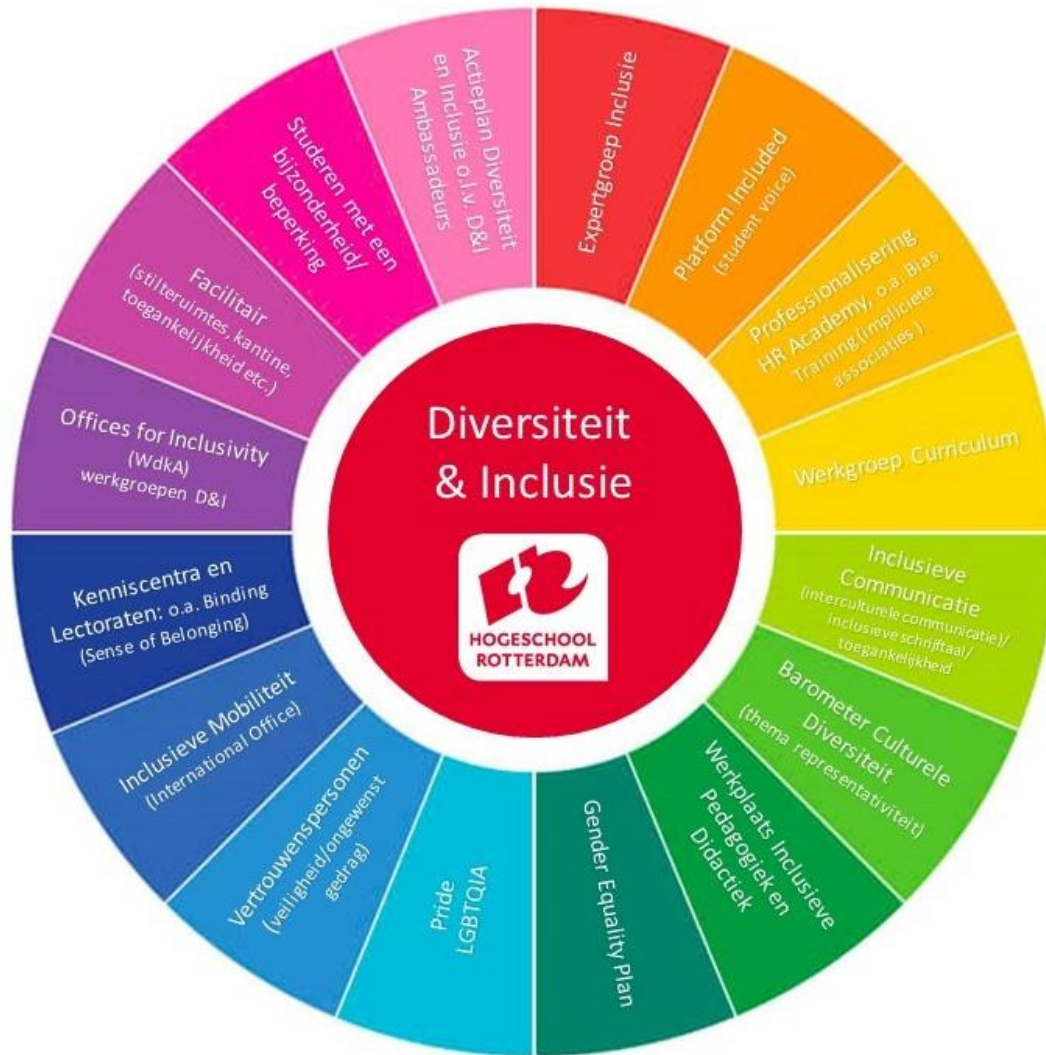 Diversiteit
& Inclusie
HOGESCHOOL
ROTTERDAM
Expertgroep Inclusie
Platform Included
(student voice)
Professionalisering
HR Academy, o.a. Bias
Training (impliciete
associaties )
Werkgroep Curriculum
Inclusieve
Communicatie
(interculturele communicatie)/
inclusieve schrijftaal/
toegankelijkheid
Barometer Culturele
Diversiteit
(thema representativiteit)
Werkplaats Inclusieve
Pedagogiek en
Didactiek
Gender Equality Plan
Pride
LGBTQIA
Vertrouwenspersonen
(veiligheid/ongewenst
gedrag)
Inclusieve Mobiliteit
(International Office)
Kenniscentra en
Lectoraten: o.a. Binding
(Sense of Belonging)
Offices for Inclusivity
(WdkA)
werkgroepen D&I
Facilitair
(stilteruimtes, kantine,
toegankelijkheid etc.)
Studeren met een
bijzonderheid/
beperking
Actieplan Diversiteit
en Inclusie o.l.v. D&I
Ambassadeurs